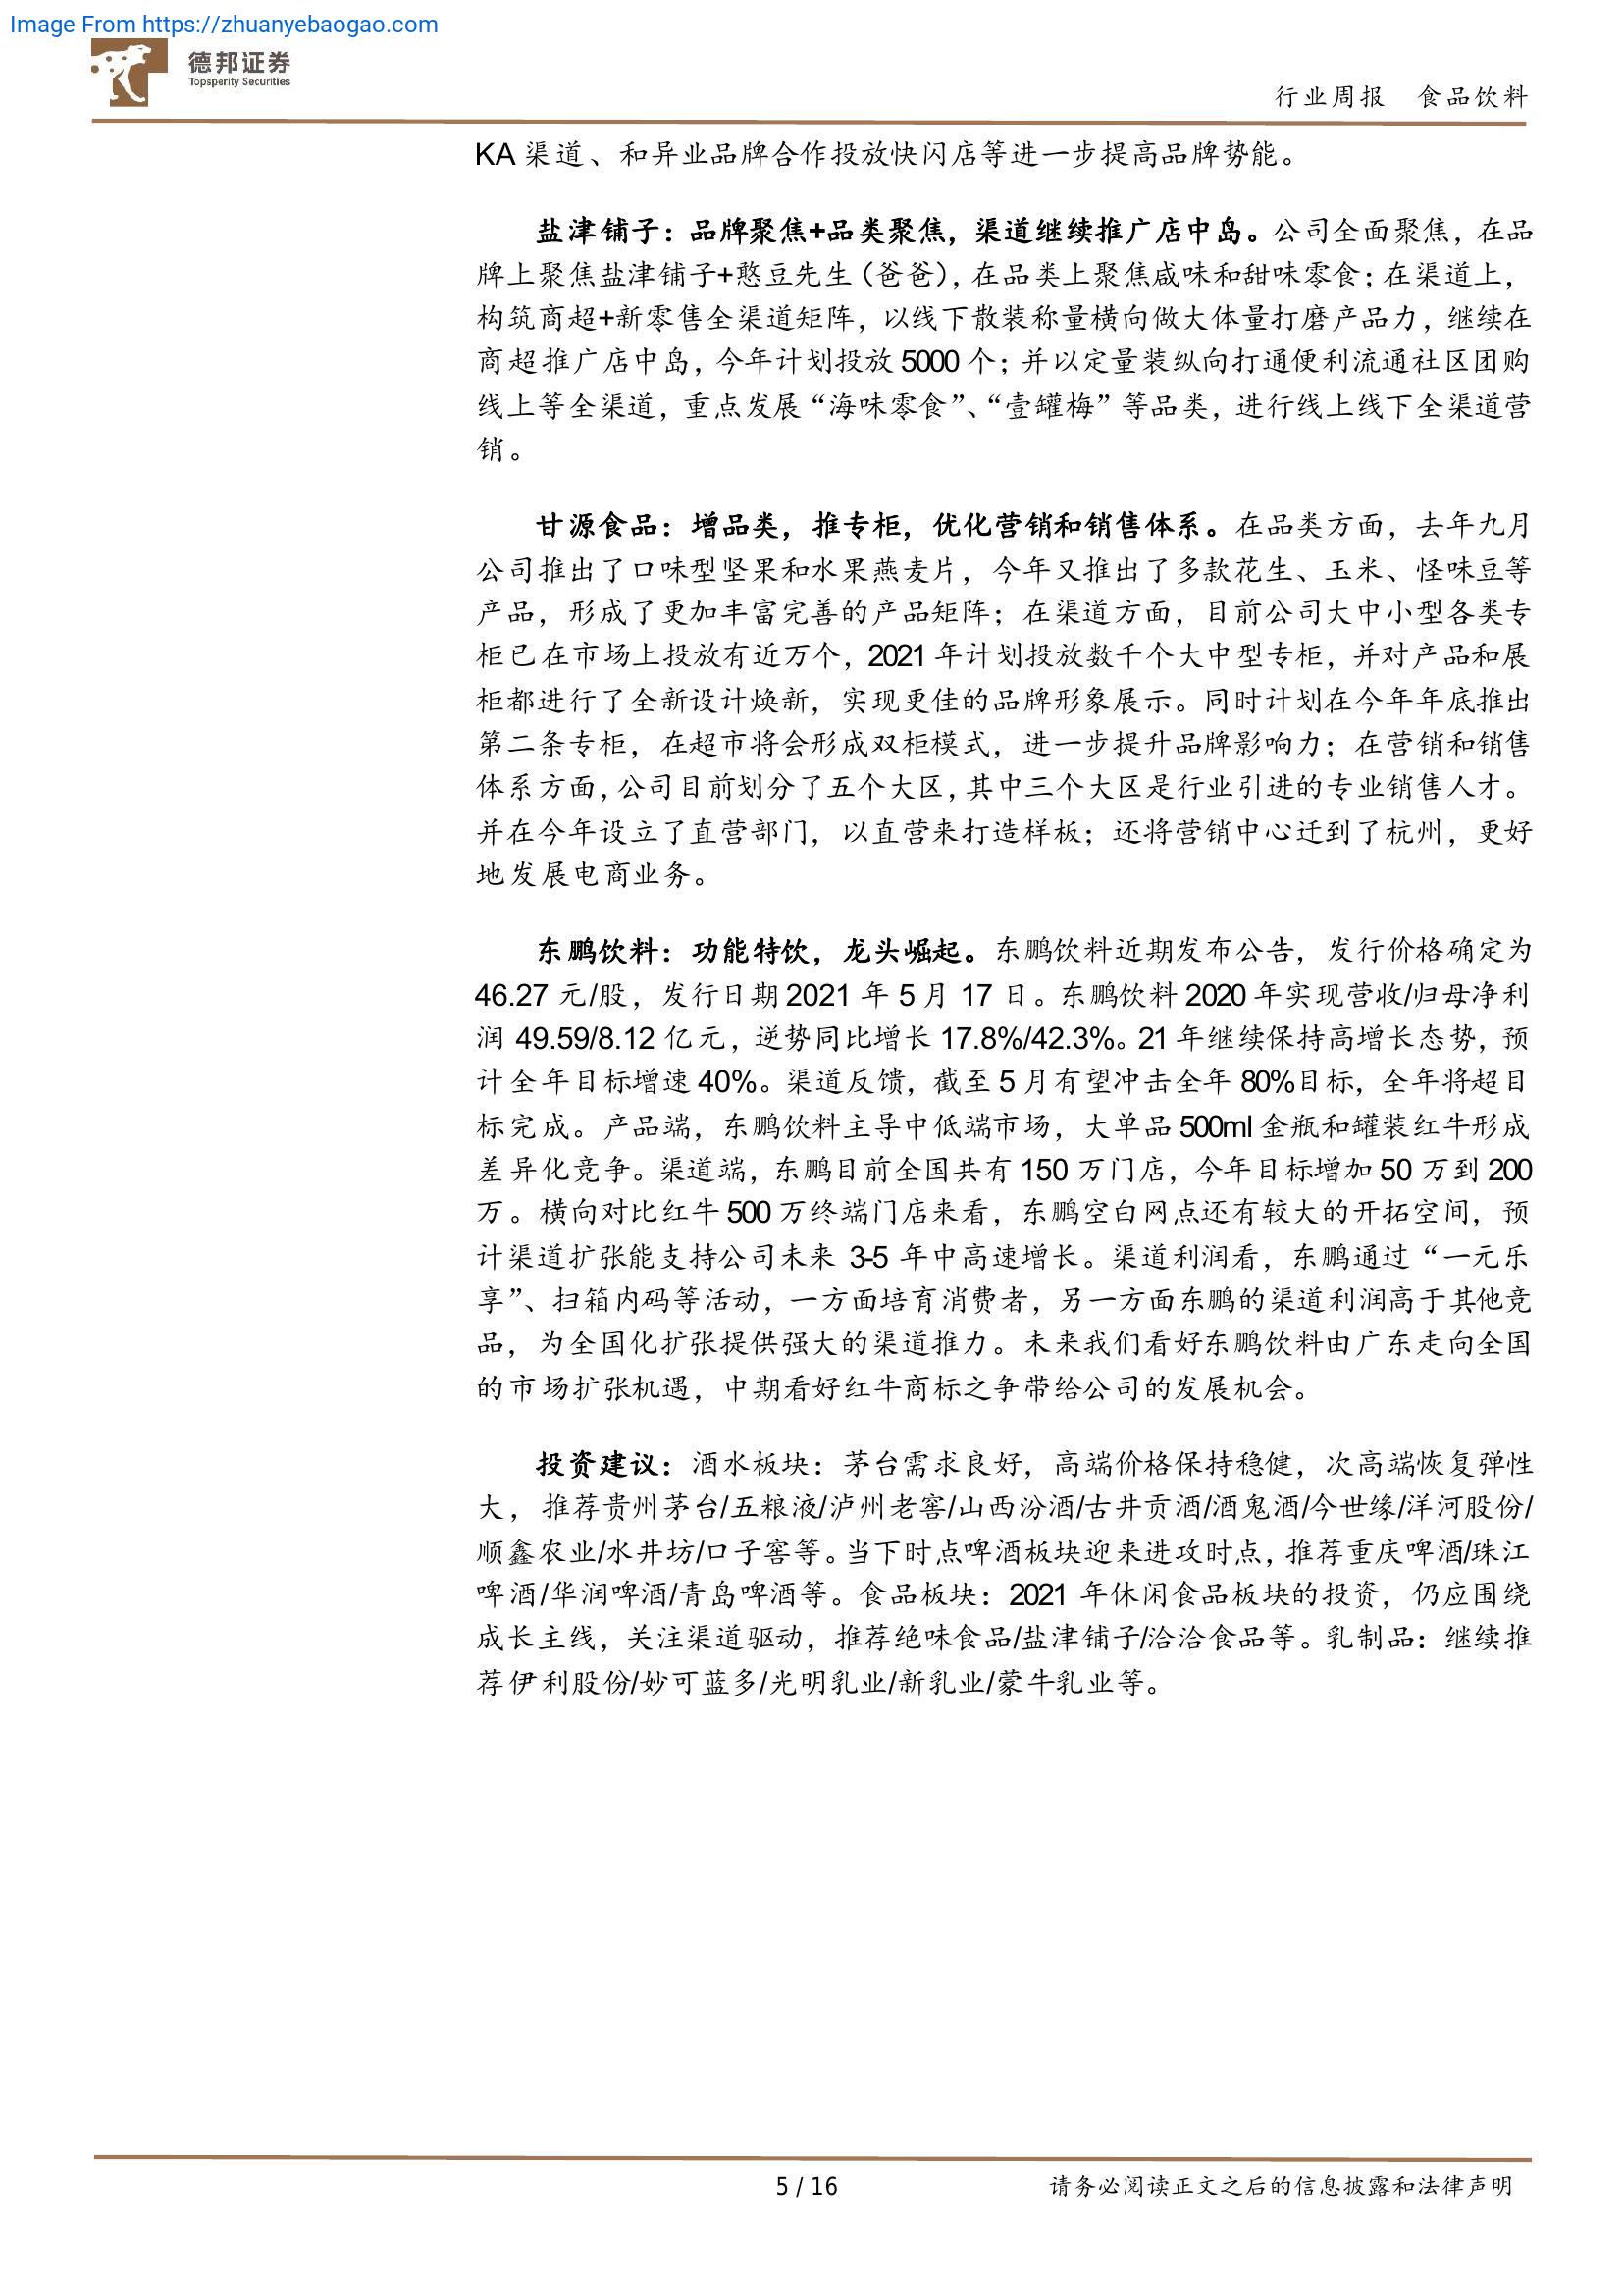 Image From https://zhuanyebaogao.com
德邦证券
Topsperity Securities
行业周报 食品饮料
KA 渠道、和异业品牌合作投放快闪店等进一步提高品牌势能。
盐津铺子：品牌聚焦+品类聚焦，渠道继续推广店中岛。公司全面聚焦，在品
牌上聚焦盐津铺子+憨豆先生（爸爸），在品类上聚焦咸味和甜味零食；在渠道上，
构筑商超+新零售全渠道矩阵，以线下散装称量横向做大体量打磨产品力，继续在
商超推广店中岛，今年计划投放 5000 个；并以定量装纵向打通便利流通社区团购
线上等全渠道，重点发展“海味零食”、“壹罐梅”等品类，进行线上线下全渠道营
销。
甘源食品：增品类，推专柜，优化营销和销售体系。在品类方面，去年九月
公司推出了口味型坚果和水果燕麦片，今年又推出了多款花生、玉米、怪味豆等
产品，形成了更加丰富完善的产品矩阵；在渠道方面，目前公司大中小型各类专
柜已在市场上投放有近万个，2021 年计划投放数千个大中型专柜，并对产品和展
柜都进行了全新设计焕新，实现更佳的品牌形象展示。同时计划在今年年底推出
第二条专柜，在超市将会形成双柜模式，进一步提升品牌影响力；在营销和销售
体系方面，公司目前划分了五个大区，其中三个大区是行业引进的专业销售人才。
并在今年设立了直营部门，以直营来打造样板；还将营销中心迁到了杭州，更好
地发展电商业务。
东鹏饮料：功能特饮，龙头崛起。东鹏饮料近期发布公告，发行价格确定为
46.27 元/股，发行日期 2021 年 5 月 17 日。东鹏饮料 2020 年实现营收/归母净利
润 49.59/8.12 亿元，逆势同比增长 17.8%/42.3%。21 年继续保持高增长态势，预
计全年目标增速 40%。渠道反馈，截至 5 月有望冲击全年 80%目标，全年将超目
标完成。产品端，东鹏饮料主导中低端市场，大单品 500ml 金瓶和罐装红牛形成
差异化竞争。渠道端，东鹏目前全国共有 150 万门店，今年目标增加 50 万到 200
万。横向对比红牛 500 万终端门店来看，东鹏空白网点还有较大的开拓空间，预
计渠道扩张能支持公司未来 3-5 年中高速增长。渠道利润看，东鹏通过“一元乐
享”、扫箱内码等活动，一方面培育消费者，另一方面东鹏的渠道利润高于其他竞
品，为全国化扩张提供强大的渠道推力。未来我们看好东鹏饮料由广东走向全国
的市场扩张机遇，中期看好红牛商标之争带给公司的发展机会。
投资建议：酒水板块：茅台需求良好，高端价格保持稳健，次高端恢复弹性
大，推荐贵州茅台/五粮液/泸州老窖/山西汾酒/古井贡酒/酒鬼酒/今世缘/洋河股份/
顺鑫农业/水井坊/口子窖等。当下时点啤酒板块迎来进攻时点，推荐重庆啤酒/珠江
啤酒/华润啤酒/青岛啤酒等。食品板块：2021 年休闲食品板块的投资，仍应围绕
成长主线，关注渠道驱动，推荐绝味食品/盐津铺子/洽洽食品等。乳制品：继续推
荐伊利股份/妙可蓝多/光明乳业/新乳业/蒙牛乳业等。
5 / 16
请务必阅读正文之后的信息披露和法律声明